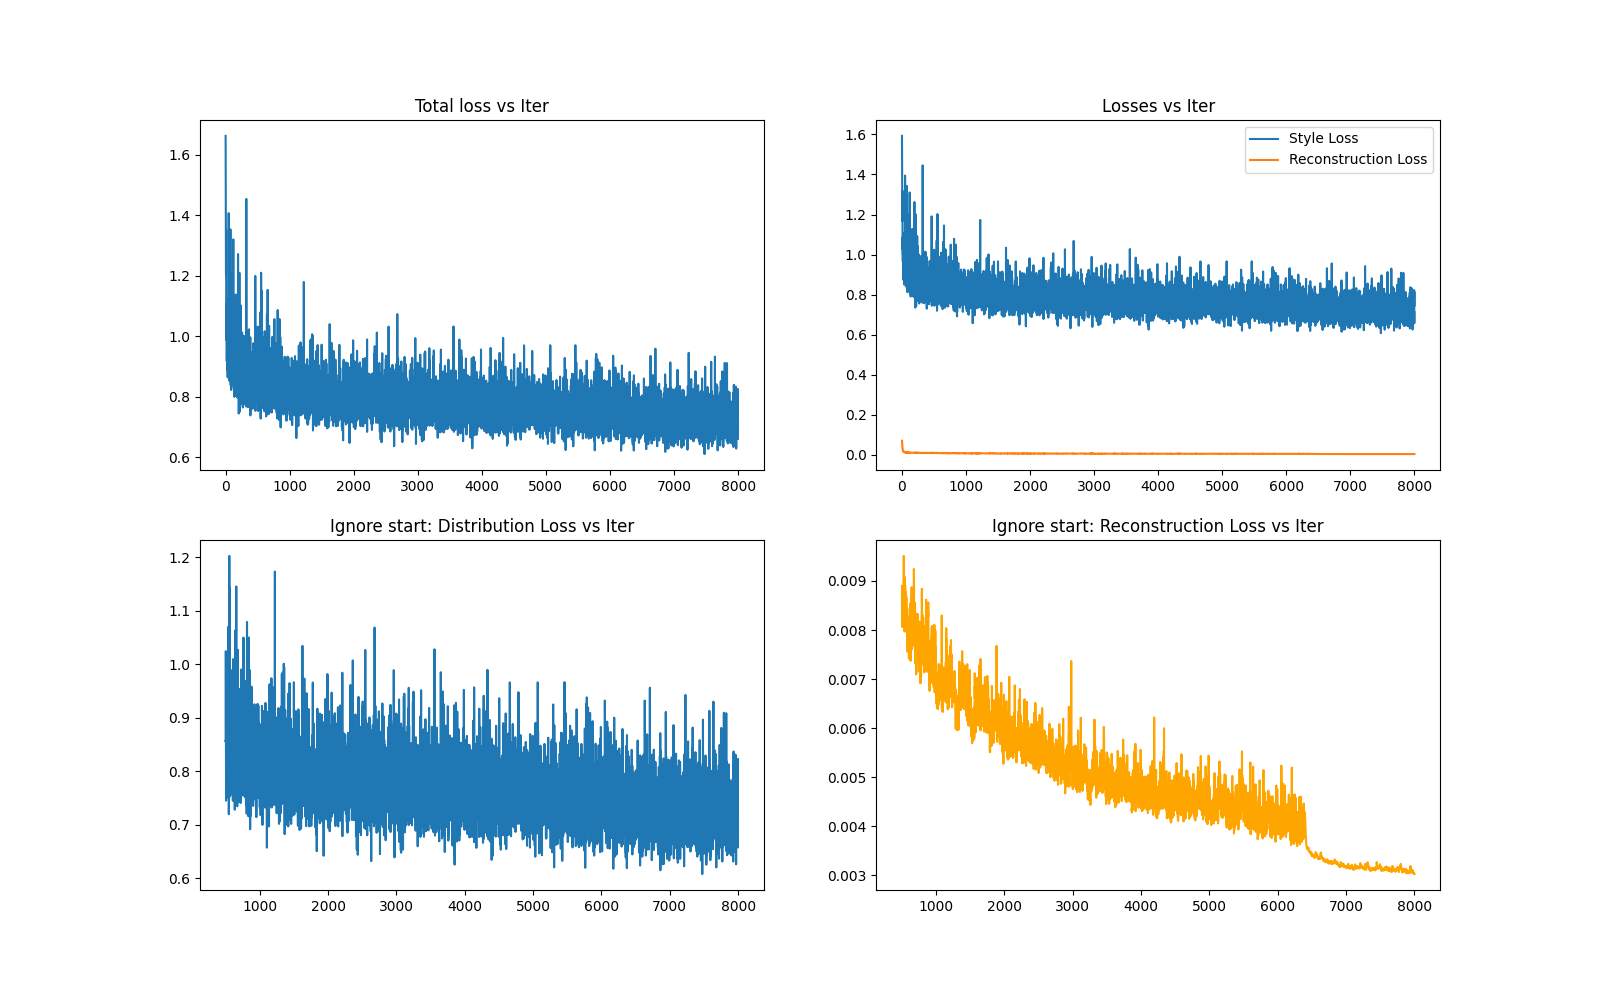 Total loss vs Iter
1.6
1.4
1.2
1.0
0.8
0.6
0 1000 2000 3000 4000 5000 6000 7000 8000
Losses vs Iter
Style Loss
Reconstruction Loss
1.6
1.4
1.2
1.0
0.8
0.6
0.4
0.2
0.0
0 1000 2000 3000 4000 5000 6000 7000 8000
Ignore start: Distribution Loss vs Iter
1.2
1.1
1.0
0.9
0.8
0.7
0.6
1000 2000 3000 4000 5000 6000 7000 8000
Ignore start: Reconstruction Loss vs Iter
0.009
0.008
0.007
0.006
0.005
0.004
0.003
1000 2000 3000 4000 5000 6000 7000 8000